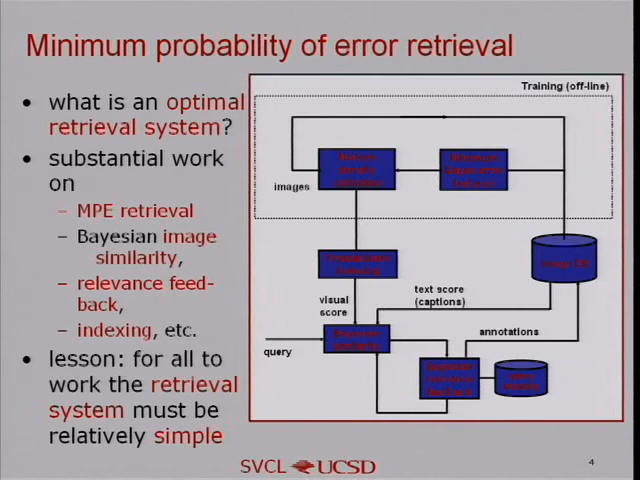 Minimum probability of error retrieval
• what is an optimal
retrieval system?
• substantial work
on
– MPE retrieval
– Bayesian image
similarity,
– relevance feed-
back,
– indexing, etc.
• lesson: for all to
work the retrieval
system must be
relatively simple
Training (off-line)
images
visual
score
text score
(captions)
annotations
query
SVCL UCSD
4